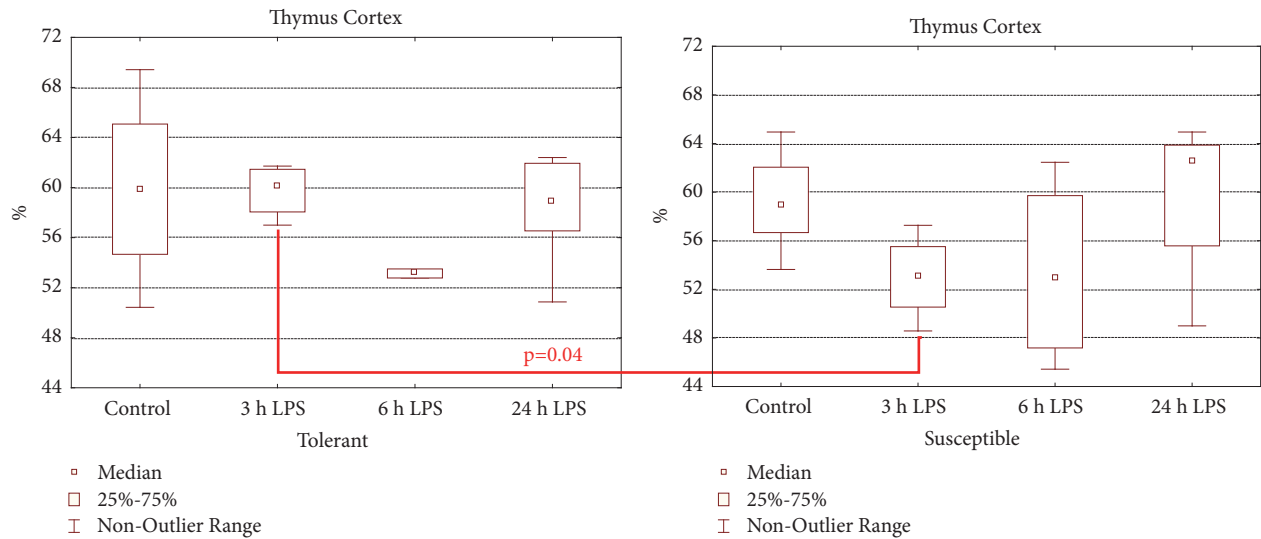 Thymus Cortex
72
68
64
60
56
52
48
44
%
Control 3 h LPS 6 h LPS 24 h LPS
Tolerant
Median
25%-75%
Non-Outlier Range
p=0.04
Thymus Cortex
72
68
64
60
56
52
48
44
%
Control 3 h LPS 6 h LPS 24 h LPS
Susceptible
Median
25%-75%
Non-Outlier Range